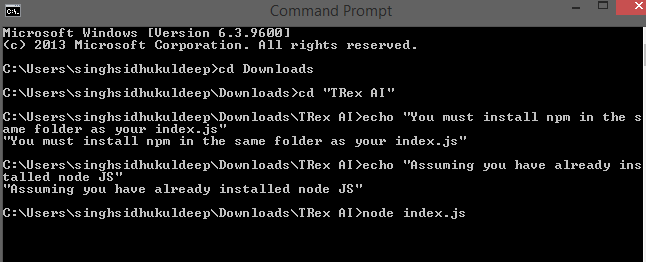 Command Prompt
Microsoft Windows [Version 6.3.9600]
(c) 2013 Microsoft Corporation. All rights reserved.
C:\Users\singhsidhukuldeep>cd Downloads
C:\Users\singhsidhukuldeep\Downloads>cd "TRex AI"
C:\Users\singhsidhukuldeep\Downloads\TRex AI>echo "You must install npm in the s
ame folder as your index.js"
"You must install npm in the same folder as your index.js"
C:\Users\singhsidhukuldeep\Downloads\TRex AI>echo "Assuming you have already ins
talled node JS"
"Assuming you have already installed node JS"
C:\Users\singhsidhukuldeep\Downloads\TRex AI>node index.js